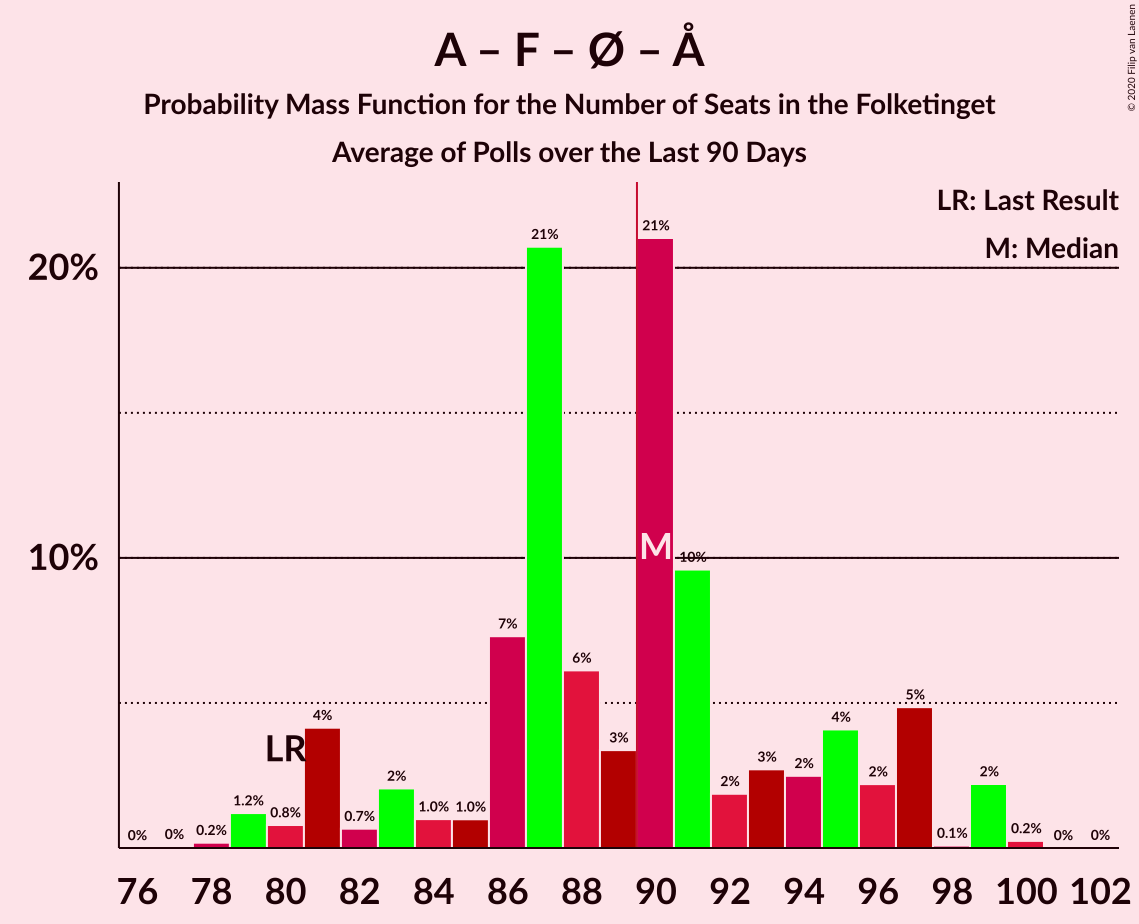 © 2020 Filip van Laenen
A – F – Ø – Å
Probability Mass Function for the Number of Seats in the Folketinget
Average of Polls over the Last 90 Days
LR: Last Result
M: Median
20%
10%
0% 0% 0.2% 1.2% 0.8% 4% 0.7% 2% 1.0% 1.0% 7% 21% 6% 3% 21% 10% 2% 3% 2% 4% 2% 5% 0.1% 2% 0.2% 0% 0%
LR
M
76 78 80 82 84 86 88 90 92 94 96 98 100 102